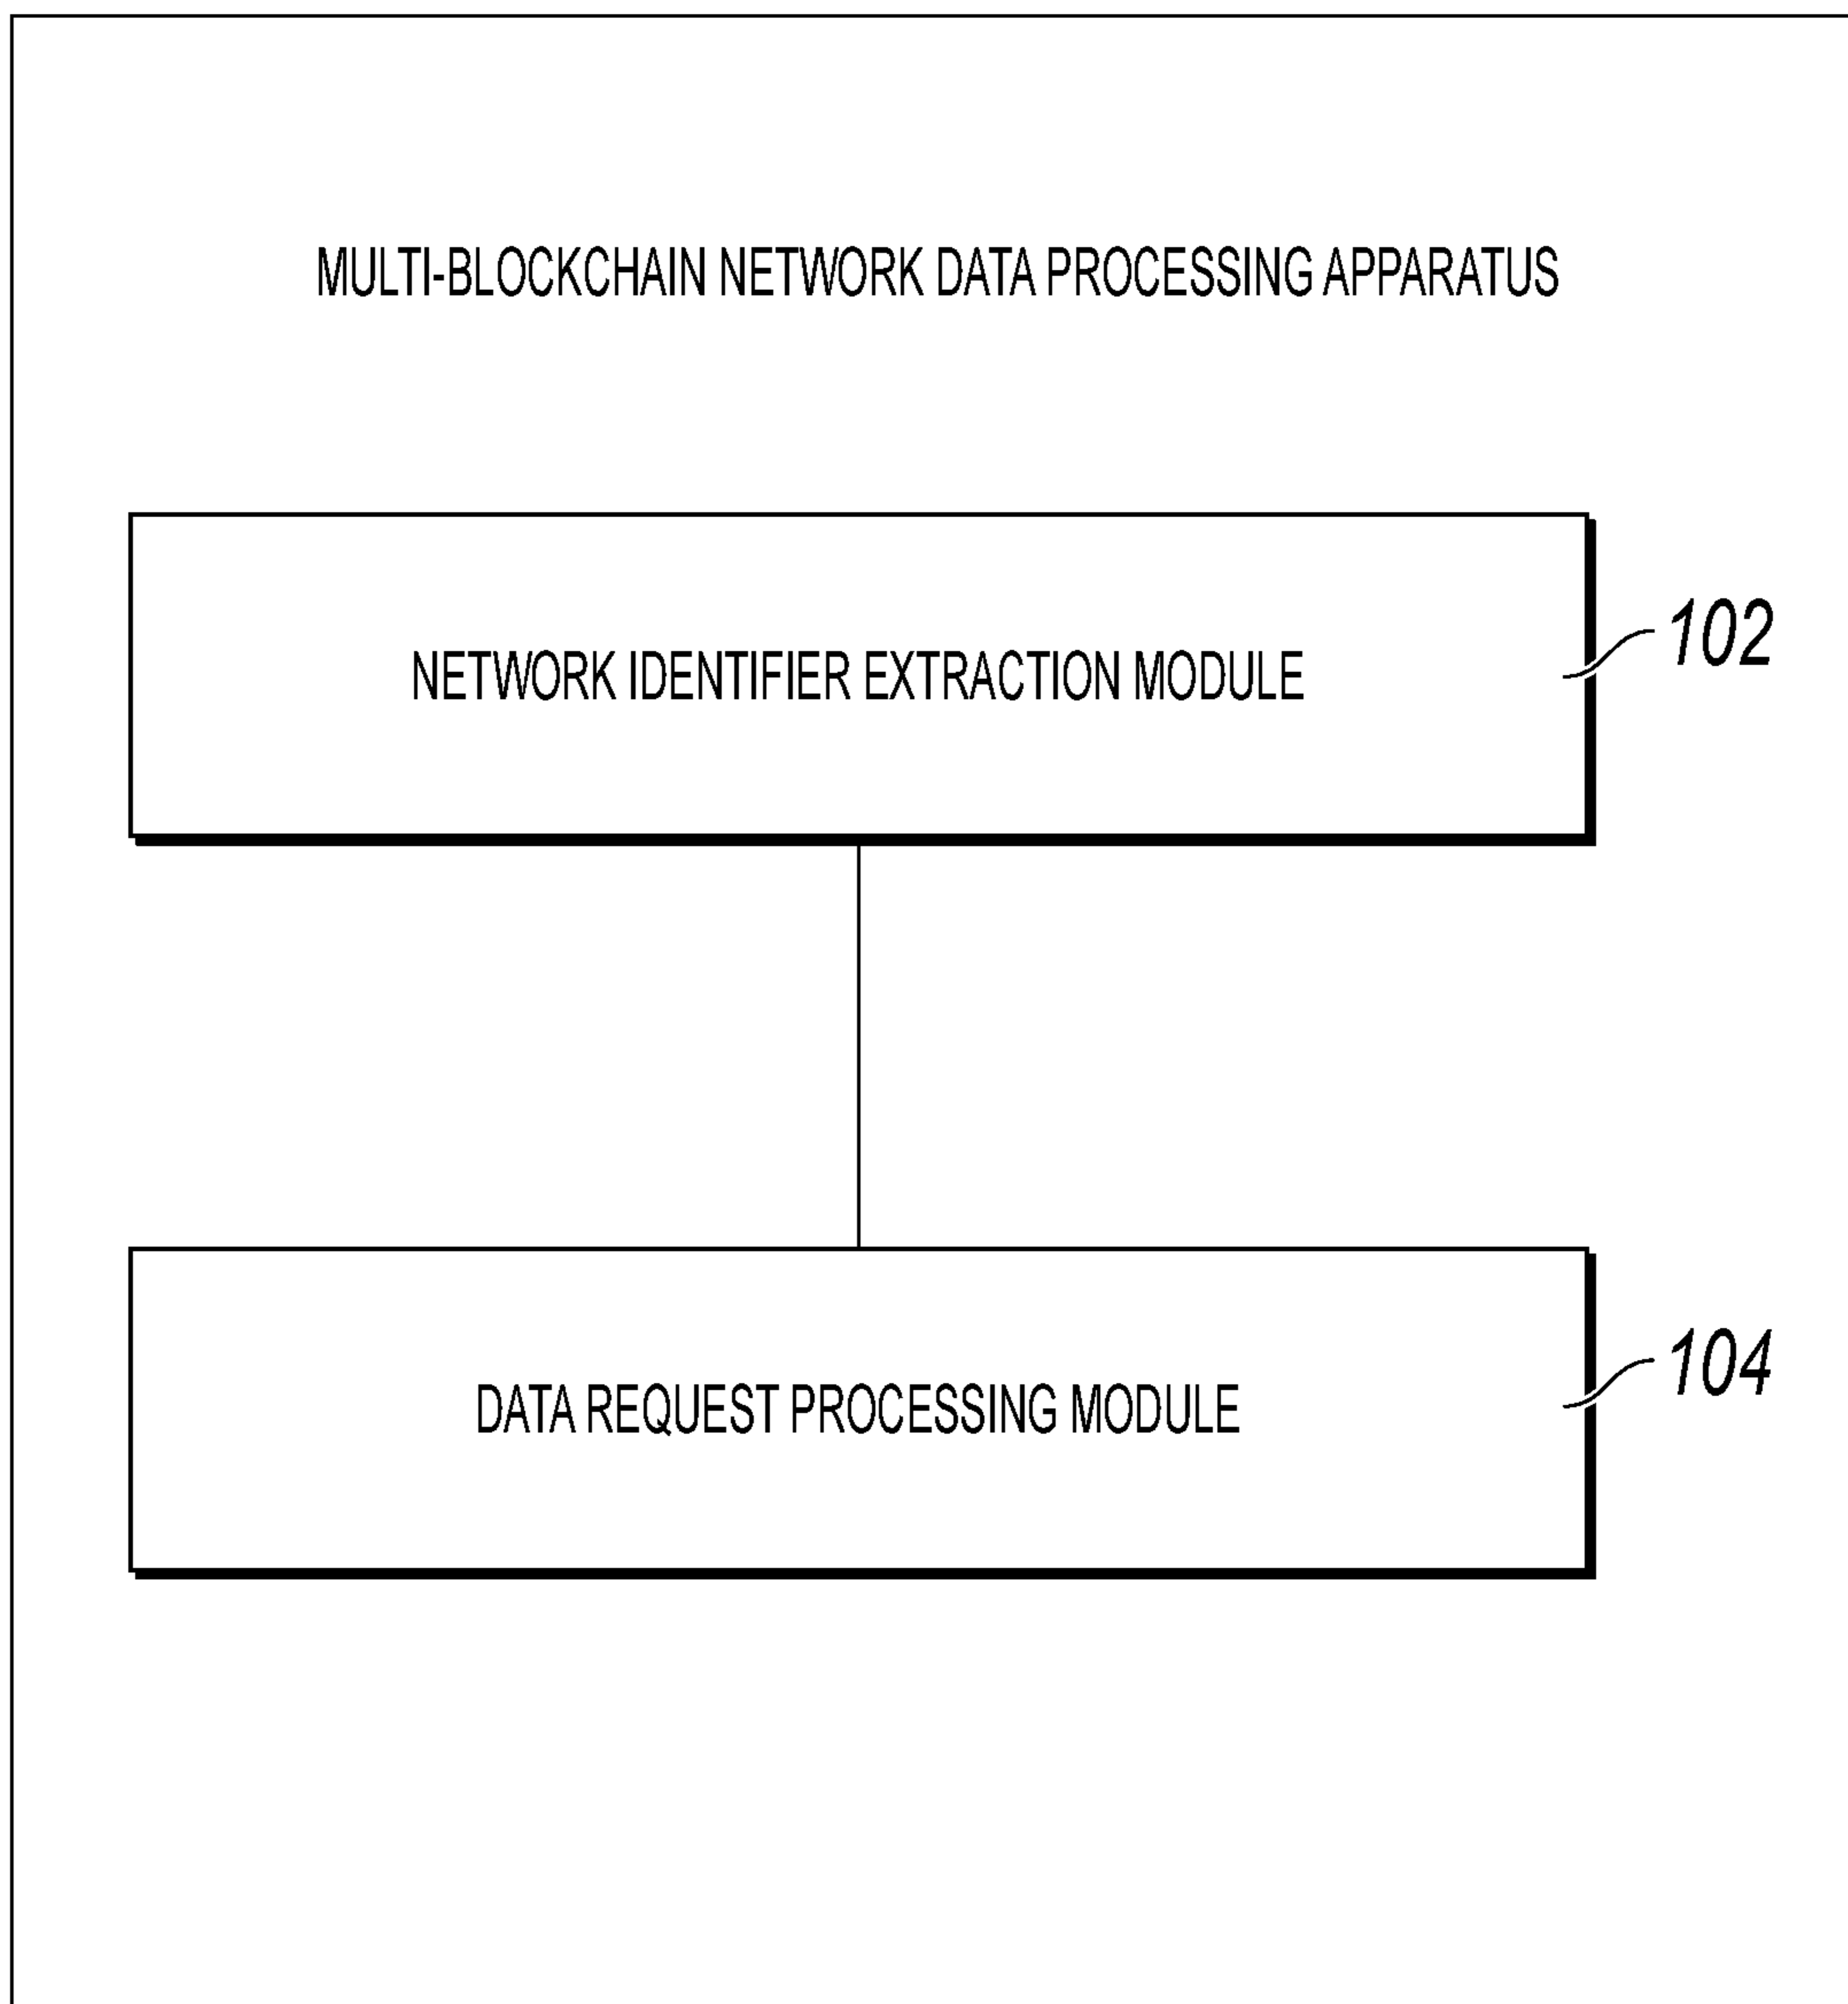 MULTI-BLOCKCHAIN NETWORK DATA PROCESSING APPARATUS
NETWORK IDENTIFIER EXTRACTION MODULE
102
DATA REQUEST PROCESSING MODULE
104